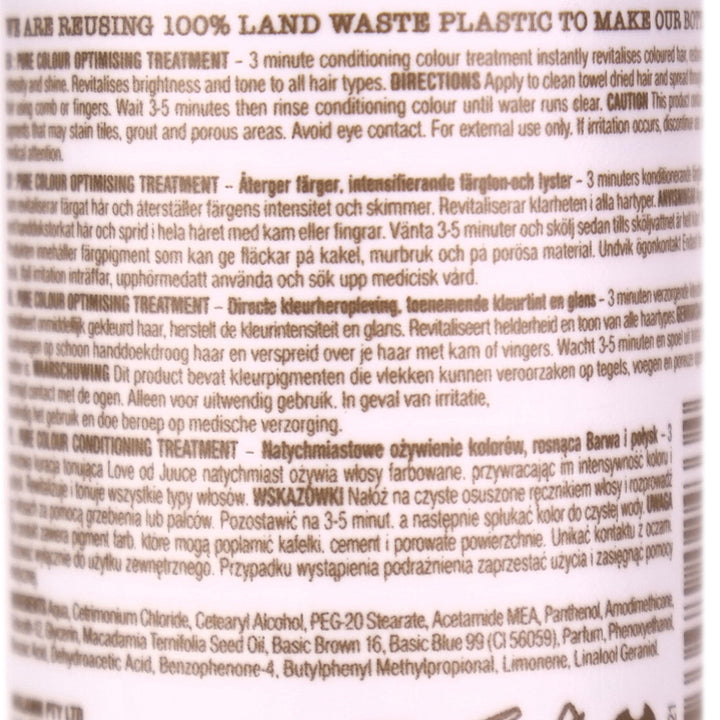 WE ARE REUSING 100% LAND WASTE PLASTIC TO MAKE OUR
COLOUR OPTIMISING TREATMENT - 3 minute conditioning colour treatment instantly revitalises coloured hair,
and shine. Revitalises brightness and tone to all hair types. DIRECTIONS Apply to clean towel dried hair and spread
using comb or fingers. Wait 3-5 minutes then rinse conditioning colour until water runs clear. CAUTION This product
that may stain tiles, grout and porous areas. Avoid eye contact. For external use only. If irritation occurs, discontinue
attention.
COLOUR OPTIMISING TREATMENT - Återger färger, intensifierande färgton och lyster - 3 minuters
färgat hår och återställer färgens intensitet och skimmer. Revitaliserar klarheten i alla hartyper.
hår och sprid i hela håret med kam eller fingrar. Vänta 3-5 minuter och skölj sedan tills sköljvattnet är
innehåller färgpigment som kan ge fläckar på kakel, murbruk och på porösa material. Undvik ögonkontakt
irritation inträffar, upphörmedatt använda och sök upp medicisk vård.
COLOUR OPTIMISING TREATMENT - Directe kleurheropleving, toenemende kleurtint en glans - 3 minuten
onmiddellijk gekleurd haar, herstelt de kleurintensiteit en glans. Revitaliseert helderheid en toon van alle haartypes.
op schoon handdoekdroog haar en verspreid over je haar met kam of vingers. Wacht 3-5 minuten en spoel
WAARSCHUWING Dit product bevat kleurpigmenten die vlekken kunnen veroorzaken op tegels, voegen en
contact met de ogen. Alleen voor uitwendig gebruik. In geval van irritatie,
het gebruik en doe beroep op medische verzorging.
COLOUR CONDITIONING TREATMENT - Natychmiastowe ożywienie kolorów, rosnąca Barwa i połysk - 3
tonująca Love od Juuce natychmiast ożywia włosy farbowane. przywracając im intensywność koloru i
i tonuje wszystkie typy włosów. WSKAZÓWKI Nałóż na czyste osuszone ręcznikiem włosy i rozprowadź
za pomocą grzebienia lub palców. Pozostawić na 3-5 minut, a następnie spłukać kolor do czystej wody. UWAGA
zawiera pigment farb, które mogą poplamić kafelki, cement i porowate powierzchnie. Unikać kontaktu z oczam.
do użytku zewnętrznego. Przypadku wystąpienia podrażnienia zaprzestać użycia i zasięgnąć pomocy
Aqua, Cetrimonium Chloride, Cetearyl Alcohol, PEG-20 Stearate, Acetamide MEA, Panthenol, Amodimethicone,
Glycerin, Macadamia Ternifolia Seed Oil, Basic Brown 16, Basic Blue 99 (CI 56059), Parfum, Phenoxyethanol,
Acid, Dehydroacetic Acid, Benzophenone-4, Butylphenyl Methylpropional, Limonene, Linalool Geraniol.
PTY LTD